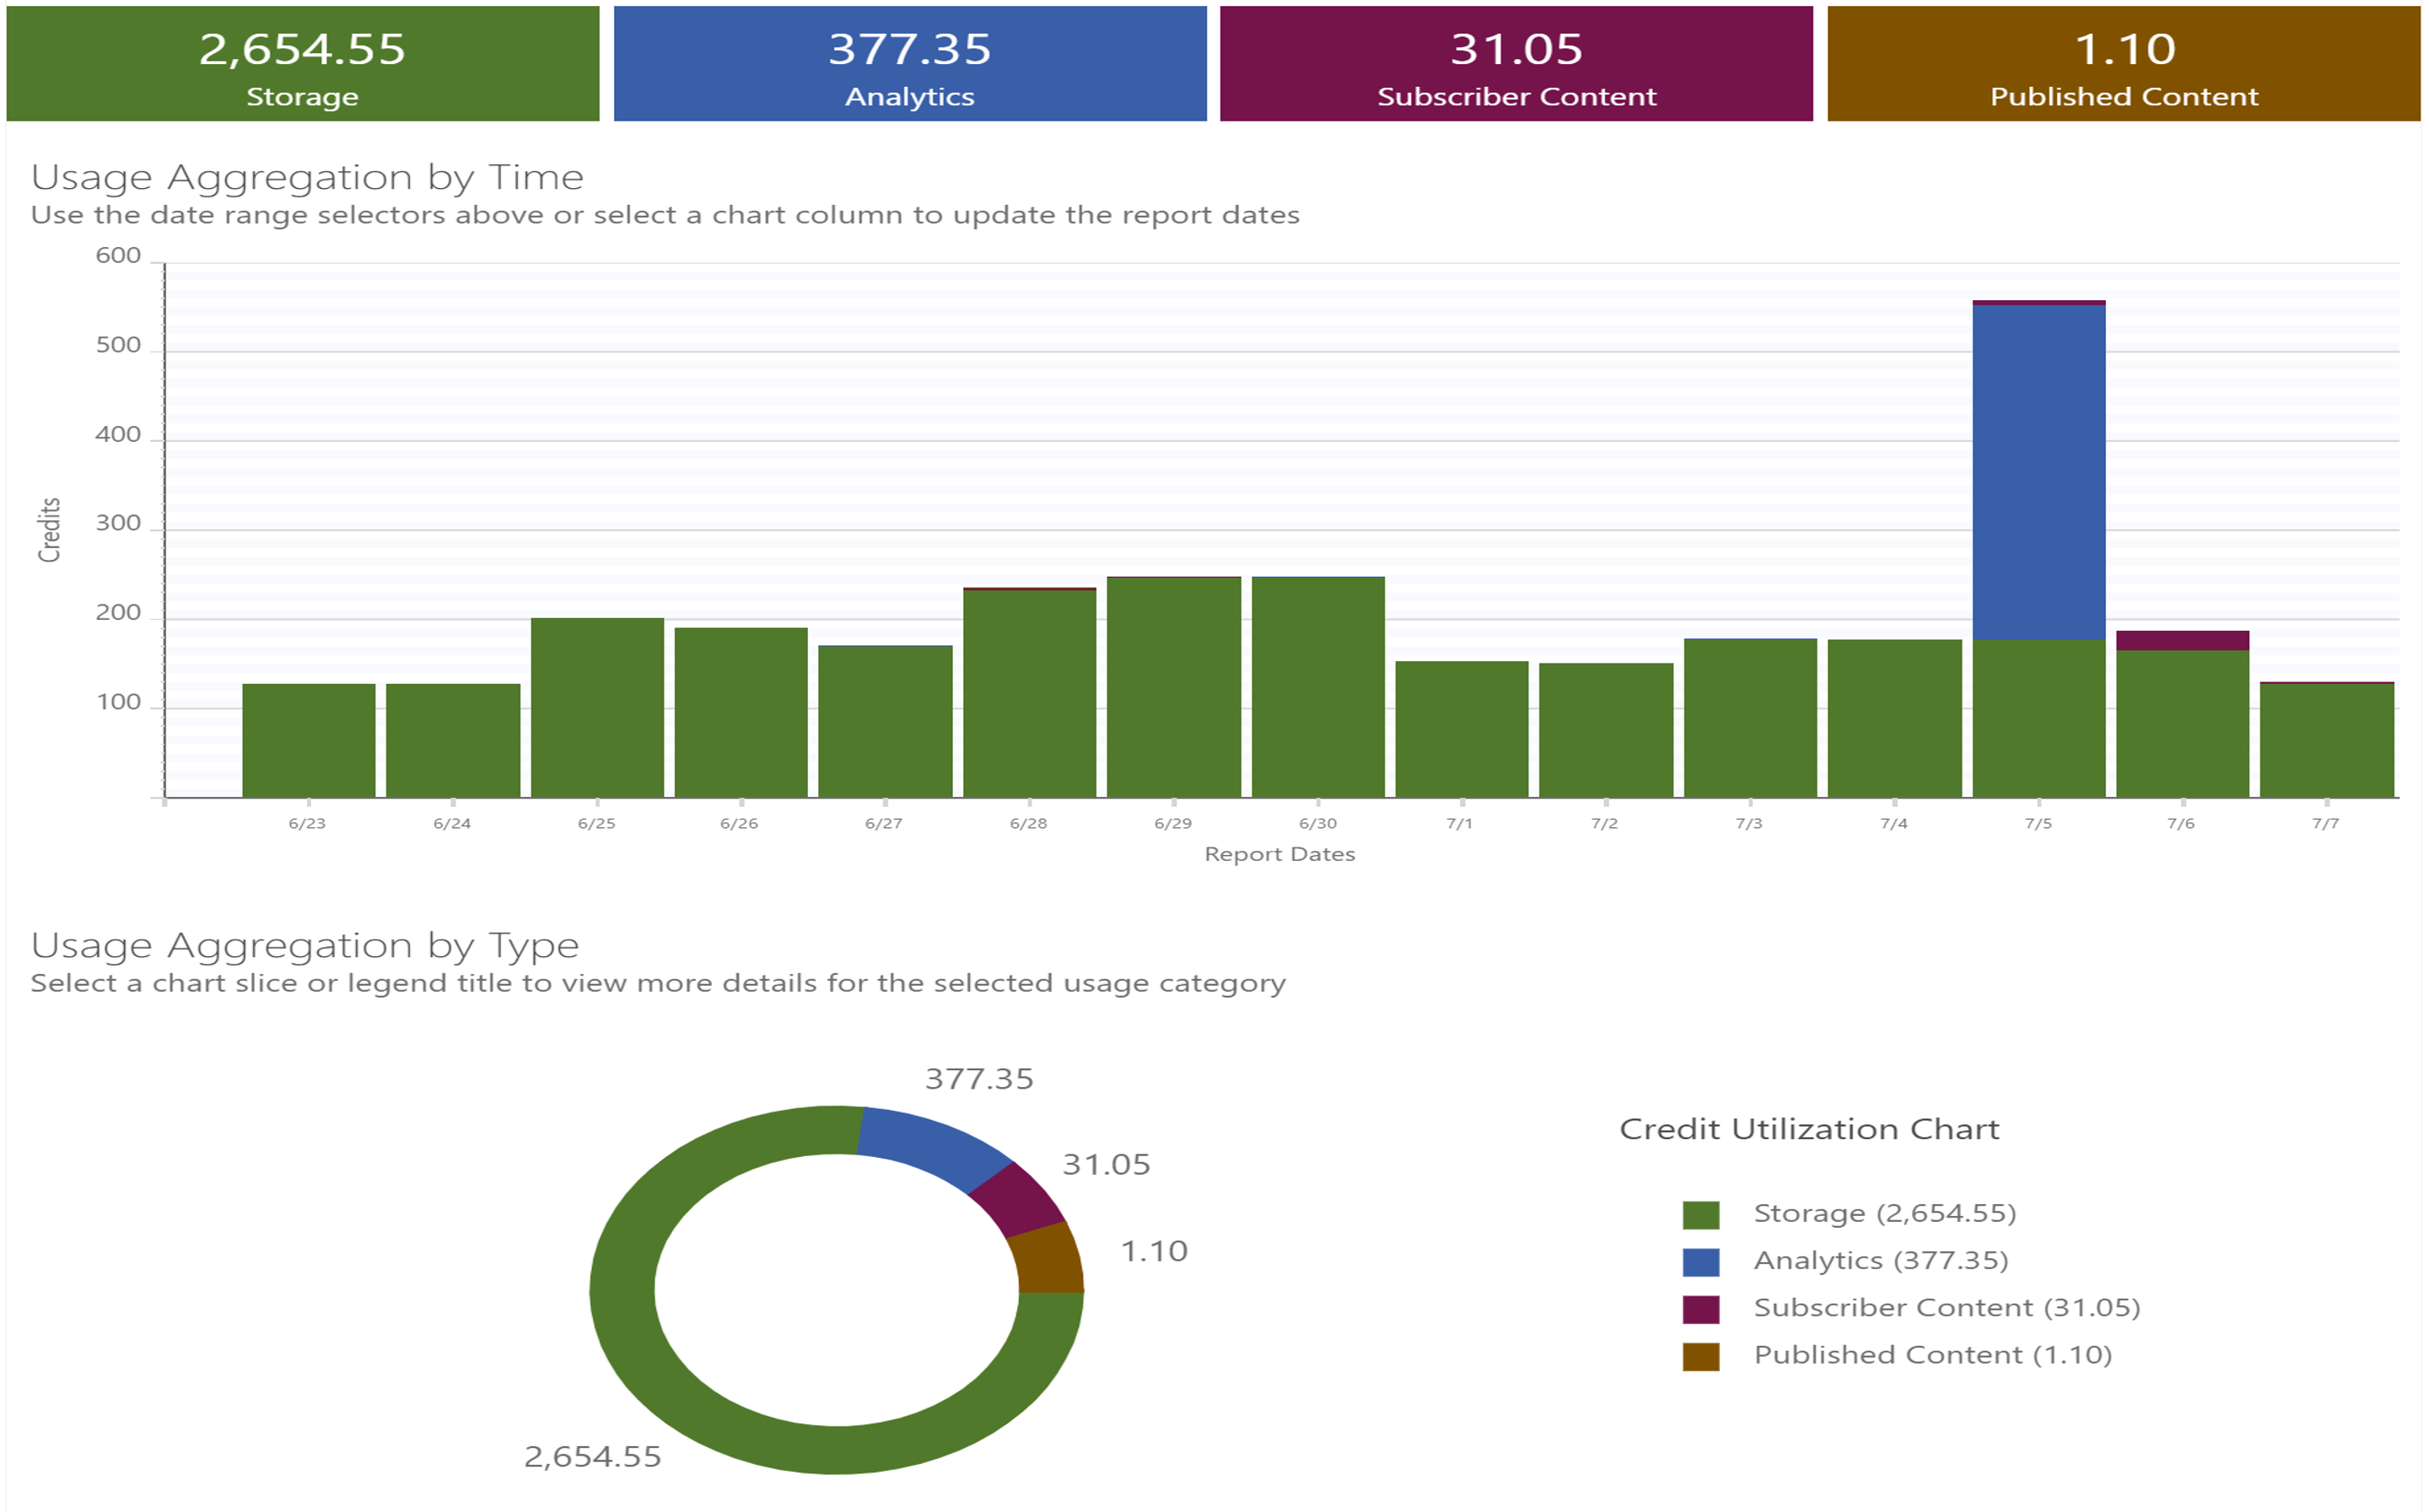 2,654.55
Storage
377.35
Analytics
31.05
Subscriber Content
1.10
Published Content
Usage Aggregation by Time
Use the date range selectors above or select a chart column to update the report dates
600
500
400
300
200
100
Credits
6/23 6/24 6/25 6/26 6/27 6/28 6/29 6/30 7/1 7/2 7/3 7/4 7/5 7/6 7/7
Report Dates
Usage Aggregation by Type
Select a chart slice or legend title to view more details for the selected usage category
377.35
31.05
1.10
2,654.55
Credit Utilization Chart
Storage (2,654.55)
Analytics (377.35)
Subscriber Content (31.05)
Published Content (1.10)